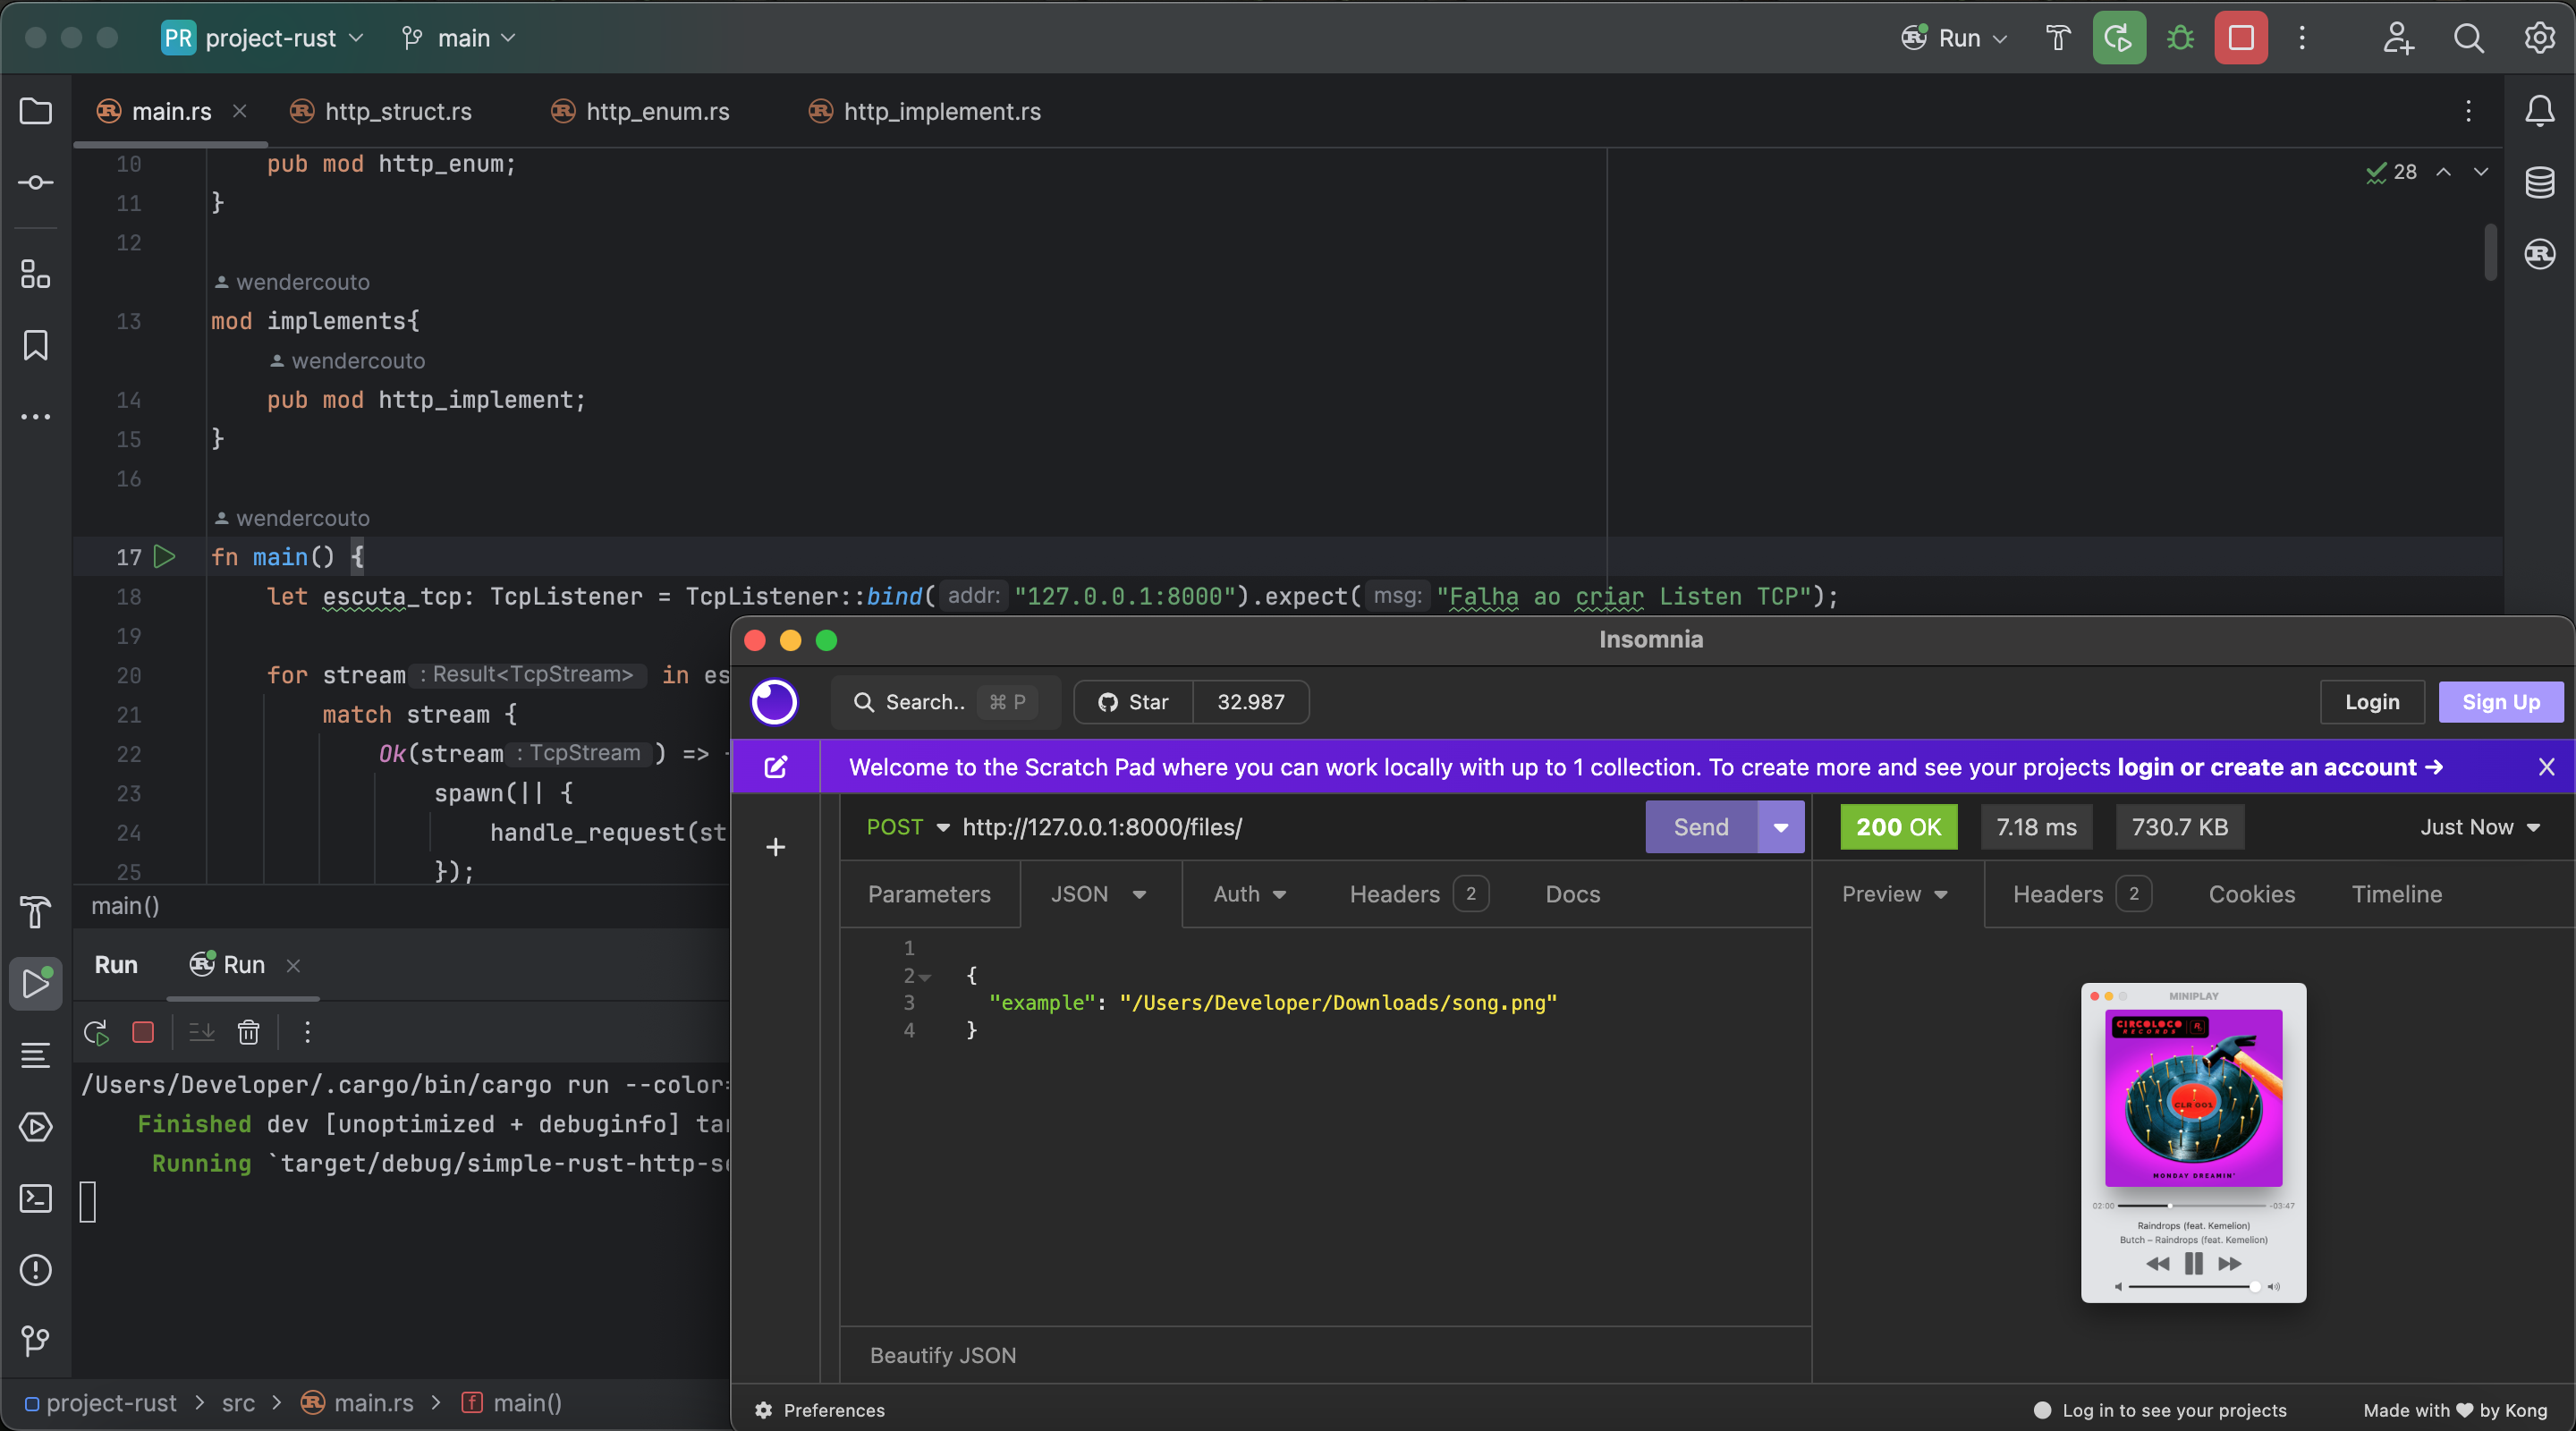 PR project-rust main Run
main.rs http_struct.rs http_enum.rs http_implement.rs
28
10 pub mod http_enum;
11 }
12
wendercouto
13 mod implements{
wendercouto
14 pub mod http_implement;
15 }
16
wendercouto
17 fn main() {
18 let escuta_tcp: TcpListener = TcpListener::bind( addr: "127.0.0.1:8000").expect( msg: "Falha ao criar Listen TCP");
19
20 for stream : Result<TcpStream> in es
21 match stream {
22 Ok(stream : TcpStream ) =>
23 spawn(|| {
24 handle_request(st
25 });
main()
Run Run
/Users/Developer/.cargo/bin/cargo run --color=
Finished dev [unoptimized + debuginfo] tar
Running `target/debug/simple-rust-http-se
project-rust > src > main.rs > main()
Insomnia
Search.. ⌘ P Star 32.987 Login Sign Up
Welcome to the Scratch Pad where you can work locally with up to 1 collection. To create more and see your projects login or create an account → X
POST http://127.0.0.1:8000/files/ Send 200 OK 7.18 ms 730.7 KB Just Now
Parameters JSON Auth Headers 2 Docs Preview Headers 2 Cookies Timeline
1
2 {
3 "example": "/Users/Developer/Downloads/song.png"
4 }
MINIPLAY
CIRCOLOCO
RECORDS
CLR 001
MONDAY DREAMIN'
02:00 -03:47
Raindrops (feat. Kemelion)
Butch – Raindrops (feat. Kemelion)
Beautify JSON
Preferences Log in to see your projects Made with ♥ by Kong